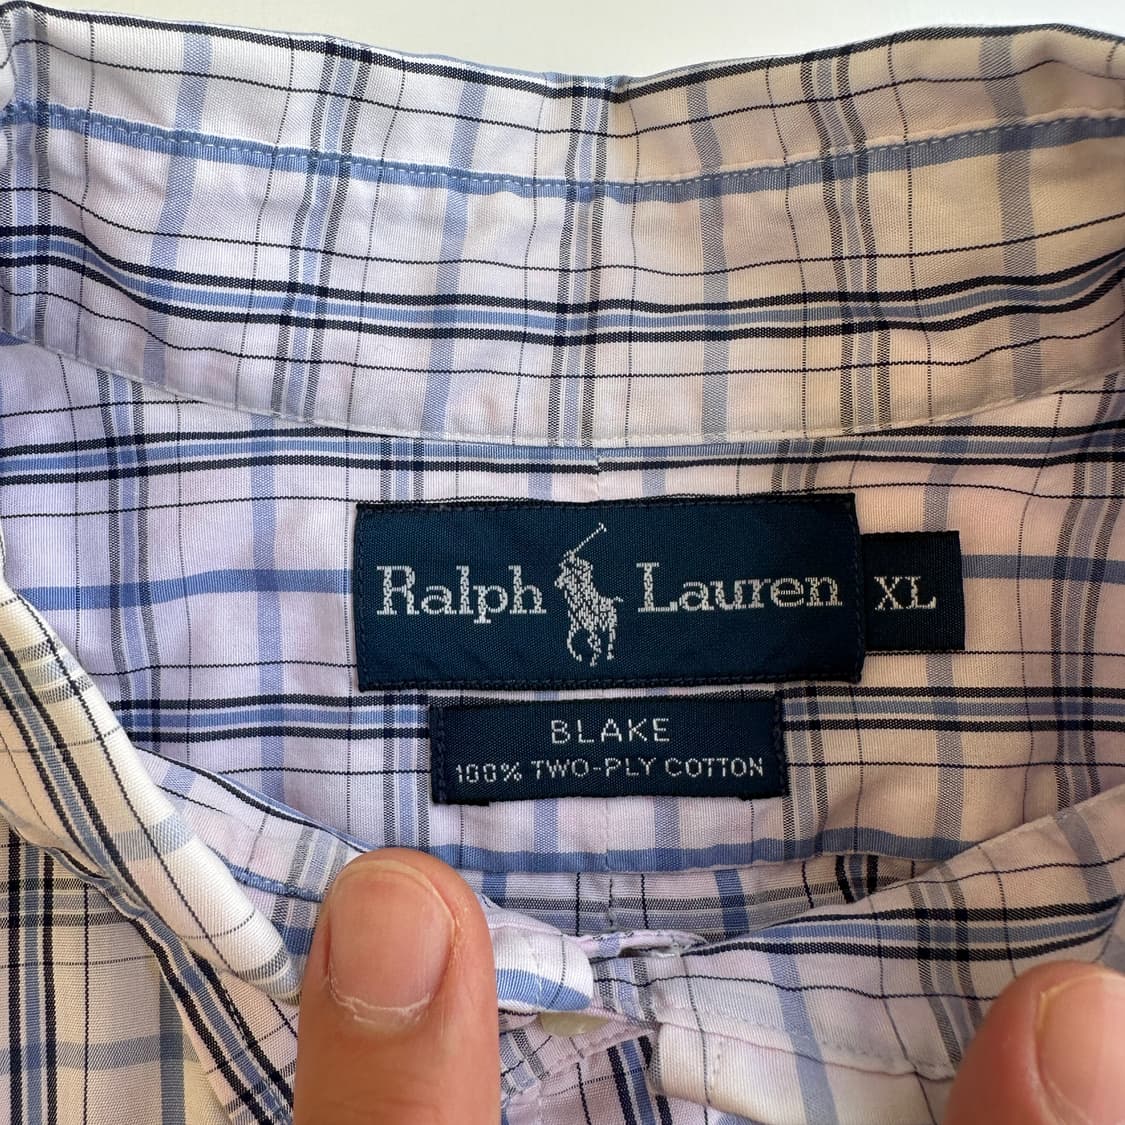 Ralph Lauren XL
BLAKE
100% TWO-PLY COTTON